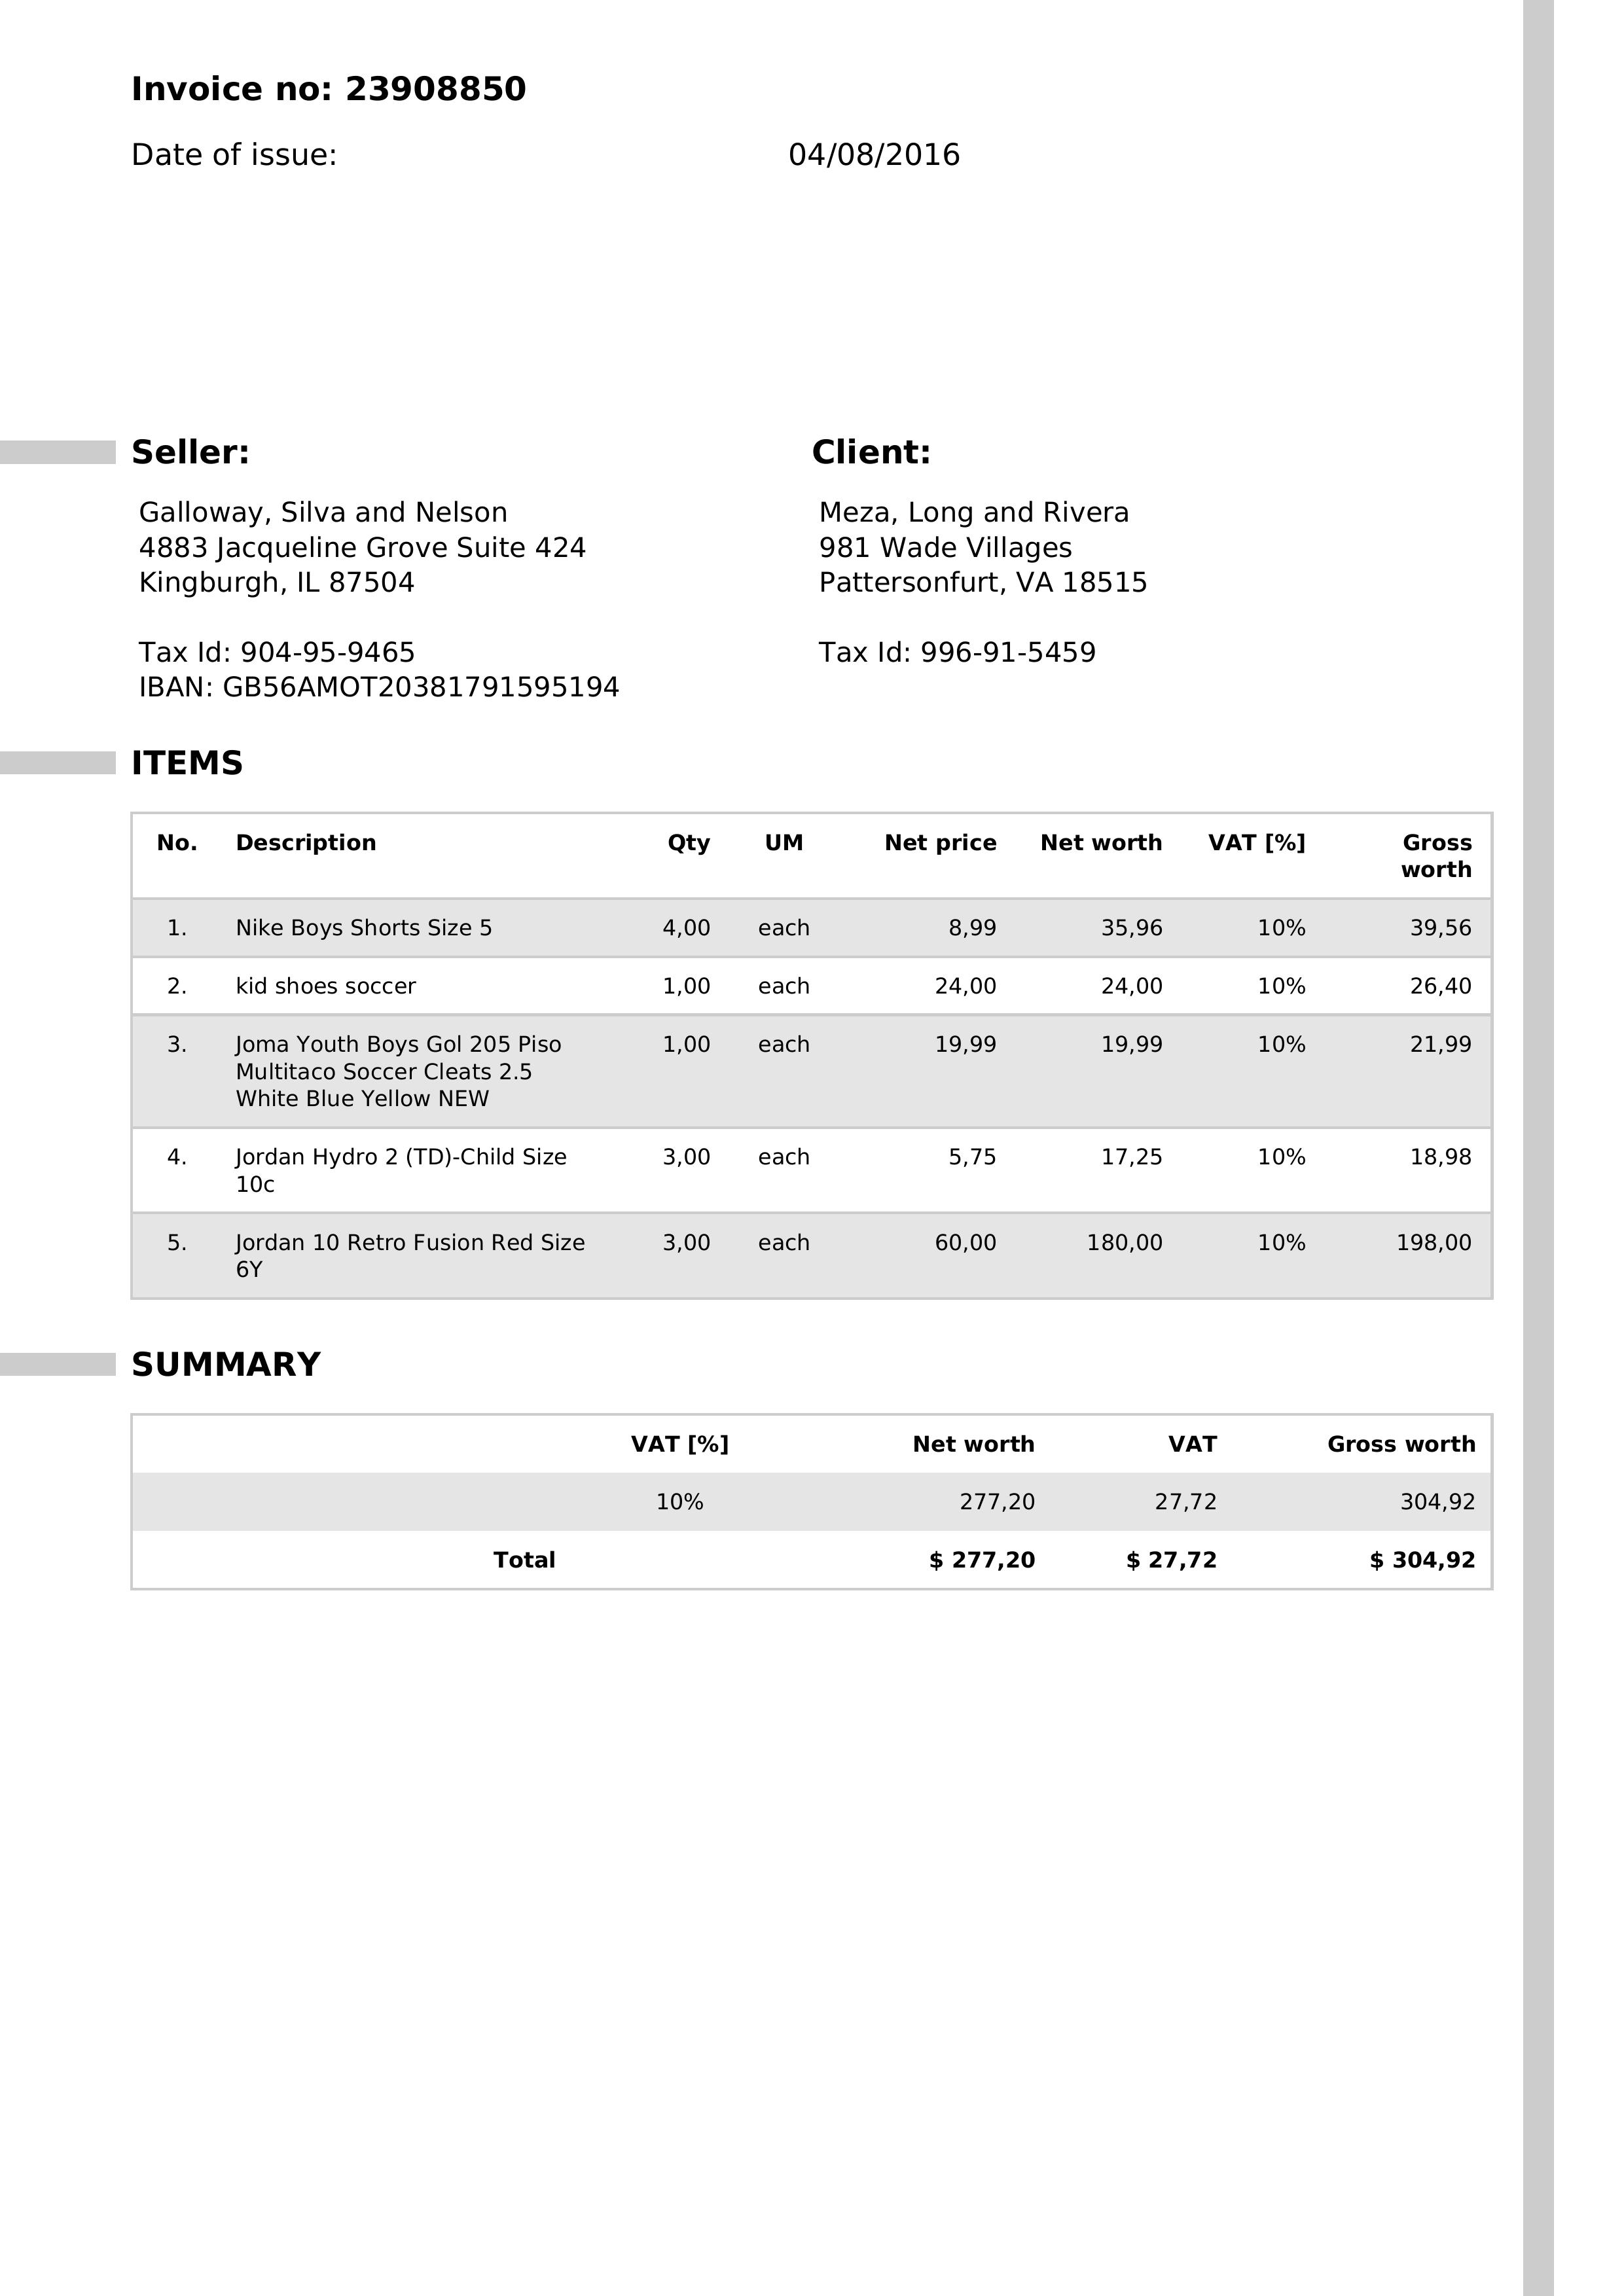 Invoice no: 23908850
Date of issue: 04/08/2016
Seller:
Galloway, Silva and Nelson
4883 Jacqueline Grove Suite 424
Kingburgh, IL 87504
Tax Id: 904-95-9465
IBAN: GB56AMOT20381791595194
Client:
Meza, Long and Rivera
981 Wade Villages
Pattersonfurt, VA 18515
Tax Id: 996-91-5459
ITEMS
No. Description Qty UM Net price Net worth VAT [%] Gross
worth
1. Nike Boys Shorts Size 5 4,00 each 8,99 35,96 10% 39,56
2. kid shoes soccer 1,00 each 24,00 24,00 10% 26,40
3. Joma Youth Boys Gol 205 Piso 1,00 each 19,99 19,99 10% 21,99
Multitaco Soccer Cleats 2.5
White Blue Yellow NEW
4. Jordan Hydro 2 (TD)-Child Size 3,00 each 5,75 17,25 10% 18,98
10c
5. Jordan 10 Retro Fusion Red Size 3,00 each 60,00 180,00 10% 198,00
6Y
SUMMARY
VAT [%] Net worth VAT Gross worth
10% 277,20 27,72 304,92
Total $ 277,20 $ 27,72 $ 304,92